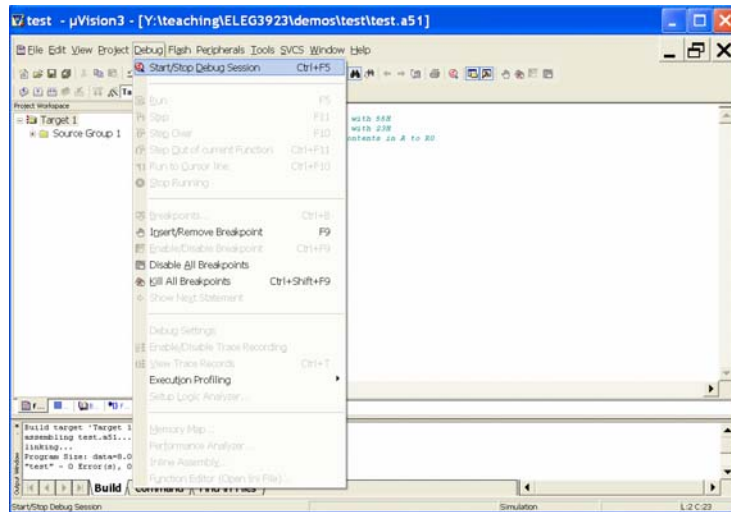 test - µVision3 - [Y:\teaching\ELEG3923\demos\test\test.a51]
File Edit View Project Debug Flash Peripherals Tools SVCS Window Help
Start/Stop Debug Session Ctrl+F5
Project Workspace
Run F5
Step F11
Step Over F10
Step Out of current Function Ctrl+F11
Run to Cursor line Ctrl+F10
Stop Running
Target 1
Source Group 1
with 56H
with 23H
contents in A to R0
Breakpoints... Ctrl+B
Insert/Remove Breakpoint F9
Enable/Disable Breakpoint Ctrl+F9
Disable All Breakpoints
Kill All Breakpoints Ctrl+Shift+F9
Show Next Statement
Debug Settings
Enable/Disable Trace Recording
View Trace Records Ctrl+T
Execution Profiling
Setup Logic Analyzer...
Memory Map...
Performance Analyzer...
Inline Assembly...
Function Editor (Open Ini File)...
Build target 'Target 1
assembling test.a51...
linking...
Program Size: data=8.0
"test" - 0 Error(s), 0
Output Window
Build Command Find in Files
Start/Stop Debug Session Simulation L:2 C:23